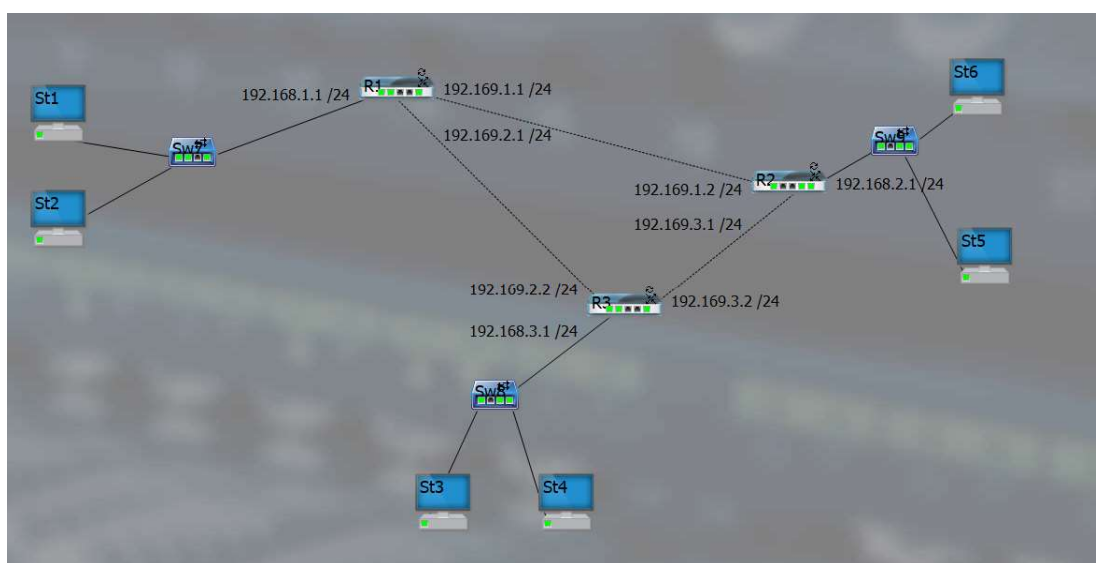 St1
192.168.1.1 /24
R1
192.169.1.1 /24
St6
192.169.2.1 /24
Sw7
St2
R2
192.169.1.2 /24
192.168.2.1 /24
192.169.3.1 /24
St5
192.169.2.2 /24
R3
192.169.3.2 /24
192.168.3.1 /24
St3
St4